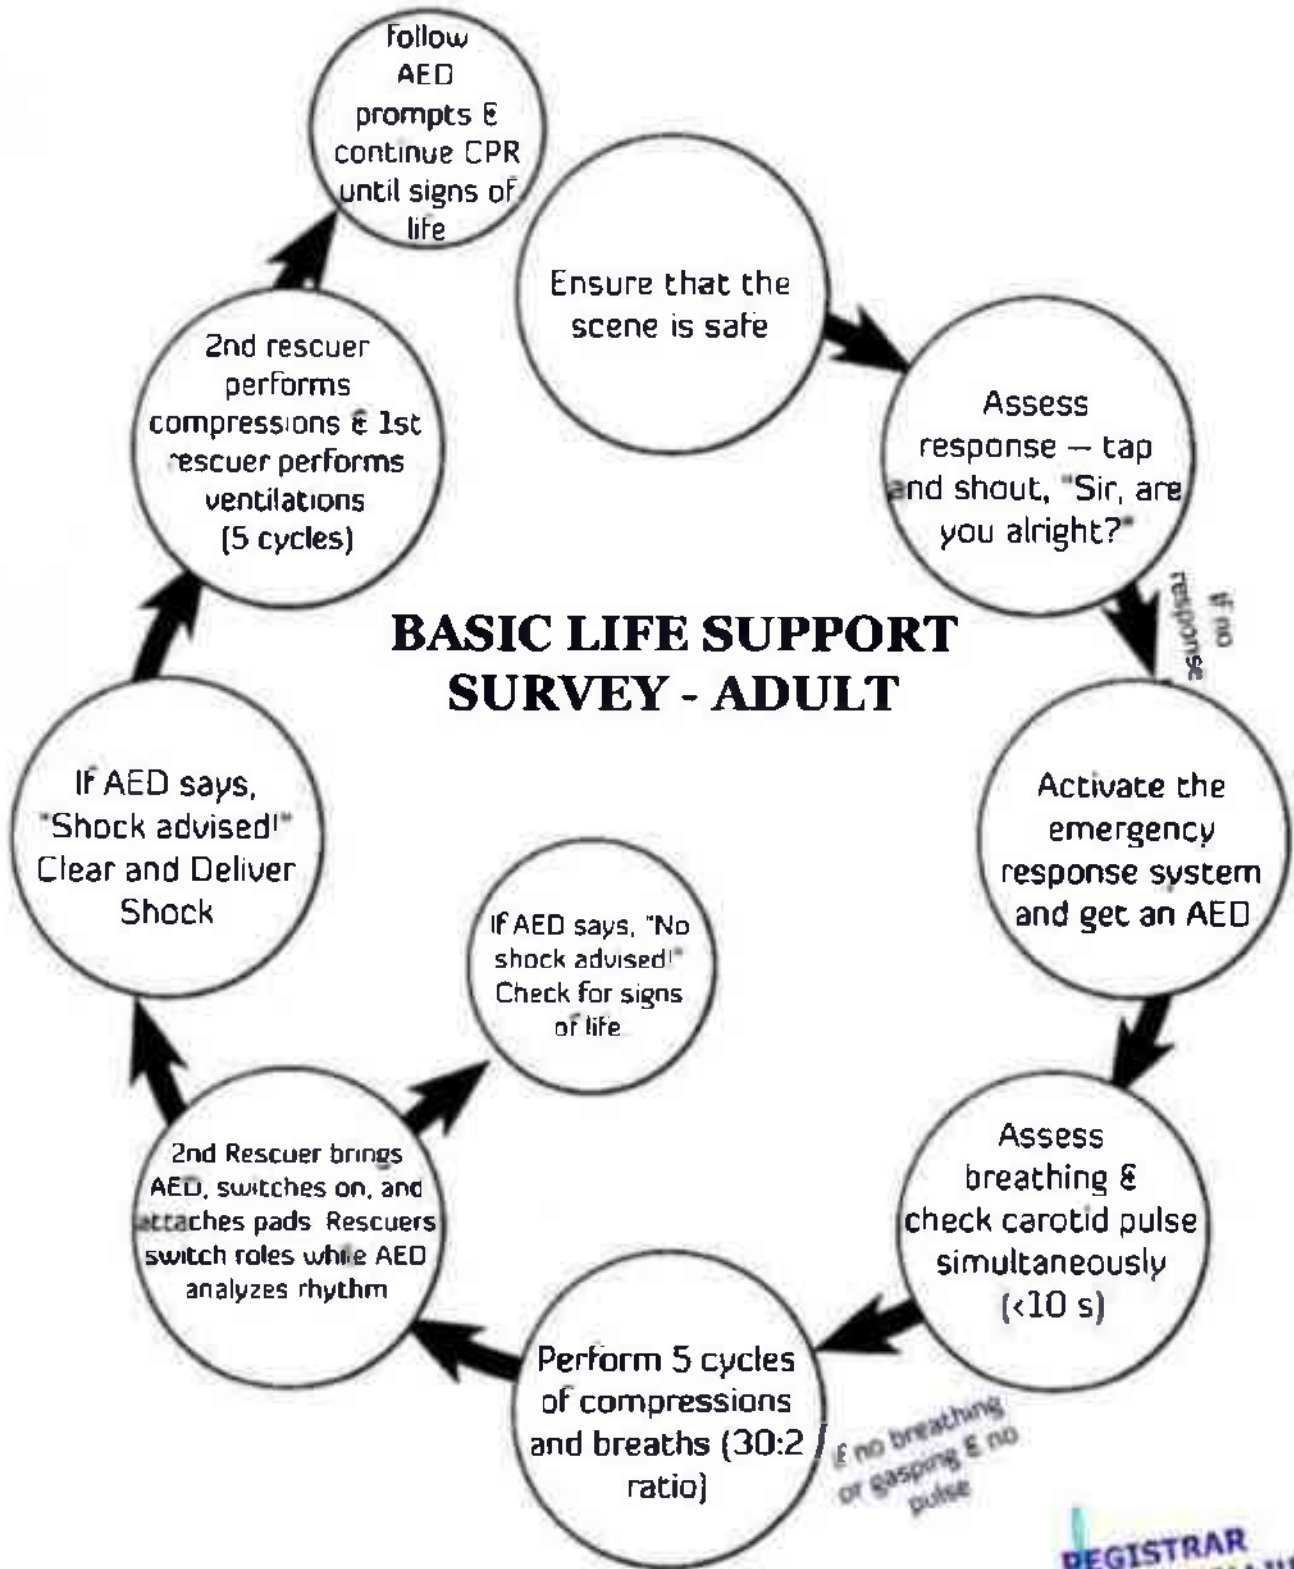 BASIC LIFE SUPPORT
SURVEY - ADULT
Ensure that the
scene is safe
Assess
response – tap
and shout, "Sir, are
you alright?"
if no
response
Activate the
emergency
response system
and get an AED
Assess
breathing &
check carotid pulse
simultaneously
(<10 s)
no breathing
or gasping & no
pulse
Perform 5 cycles
of compressions
and breaths (30:2
ratio)
2nd Rescuer brings
AED, switches on, and
attaches pads Rescuers
switch roles while AED
analyzes rhythm
If AED says, "No
shock advised!"
Check for signs
of life
If AED says,
"Shock advised!"
Clear and Deliver
Shock
2nd rescuer
performs
compressions & 1st
rescuer performs
ventilations
(5 cycles)
Follow
AED
prompts &
continue CPR
until signs of
life
REGISTRAR